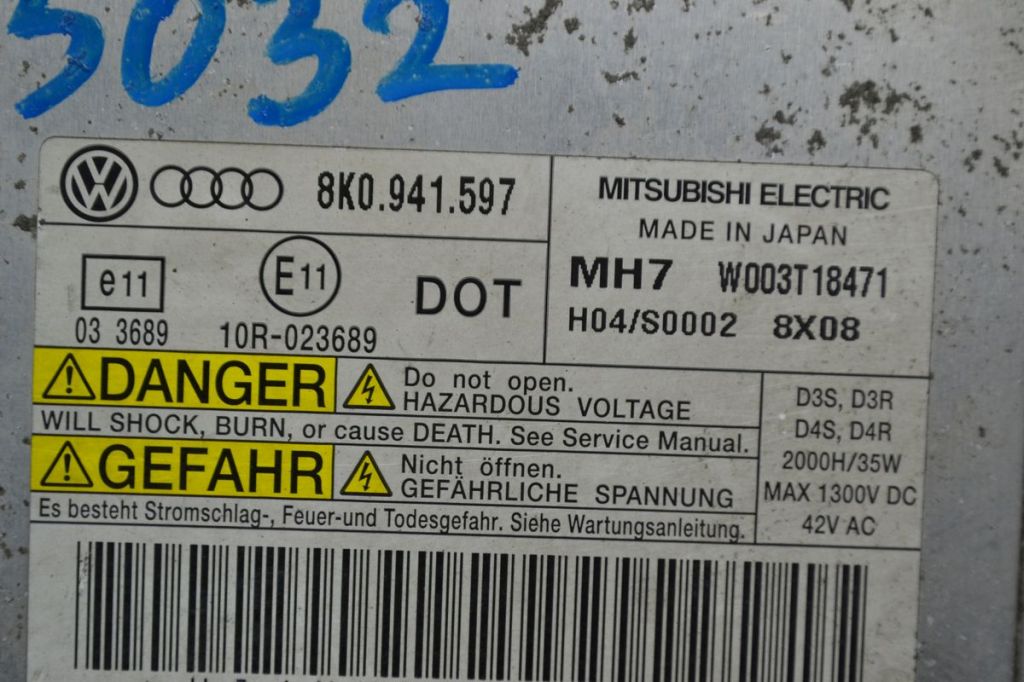 5032
8K0.941.597
MITSUBISHI ELECTRIC
MADE IN JAPAN
MH7 W003T18471
H04/S0002 8X08
e11
03 3689
E11
10R-023689
DOT
DANGER
Do not open.
HAZARDOUS VOLTAGE
WILL SHOCK, BURN, or cause DEATH. See Service Manual.
GEFAHR
Nicht öffnen.
GEFÄHRLICHE SPANNUNG
Es besteht Stromschlag-, Feuer-und Todesgefahr. Siehe Wartungsanleitung.
D3S, D3R
D4S, D4R
2000H/35W
MAX 1300V DC
42V AC